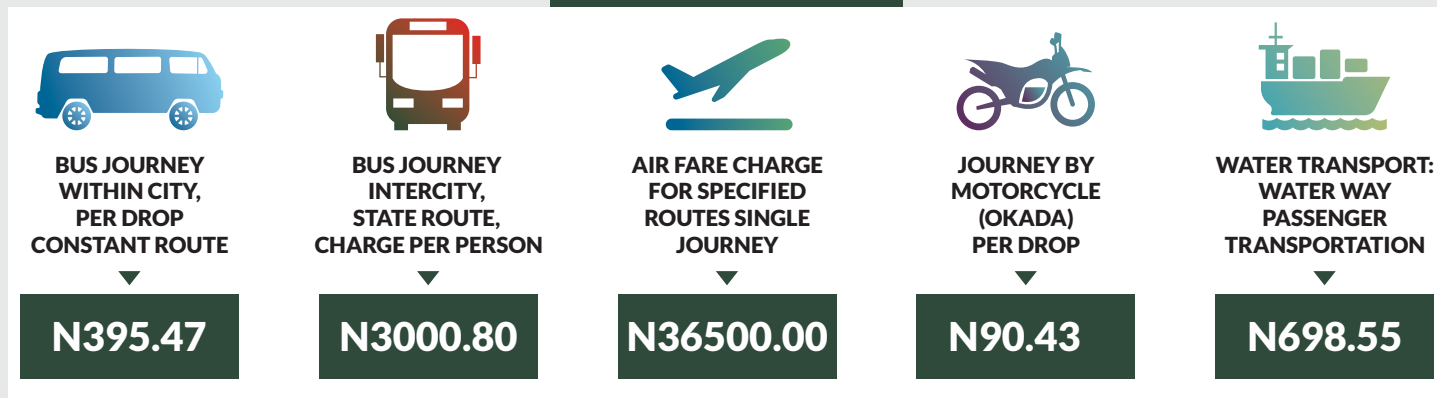 BUS JOURNEY
WITHIN CITY,
PER DROP
CONSTANT ROUTE
N395.47
BUS JOURNEY
INTERCITY,
STATE ROUTE,
CHARGE PER PERSON
N3000.80
AIR FARE CHARGE
FOR SPECIFIED
ROUTES SINGLE
JOURNEY
N36500.00
JOURNEY BY
MOTORCYCLE
(OKADA)
PER DROP
N90.43
WATER TRANSPORT:
WATER WAY
PASSENGER
TRANSPORTATION
N698.55